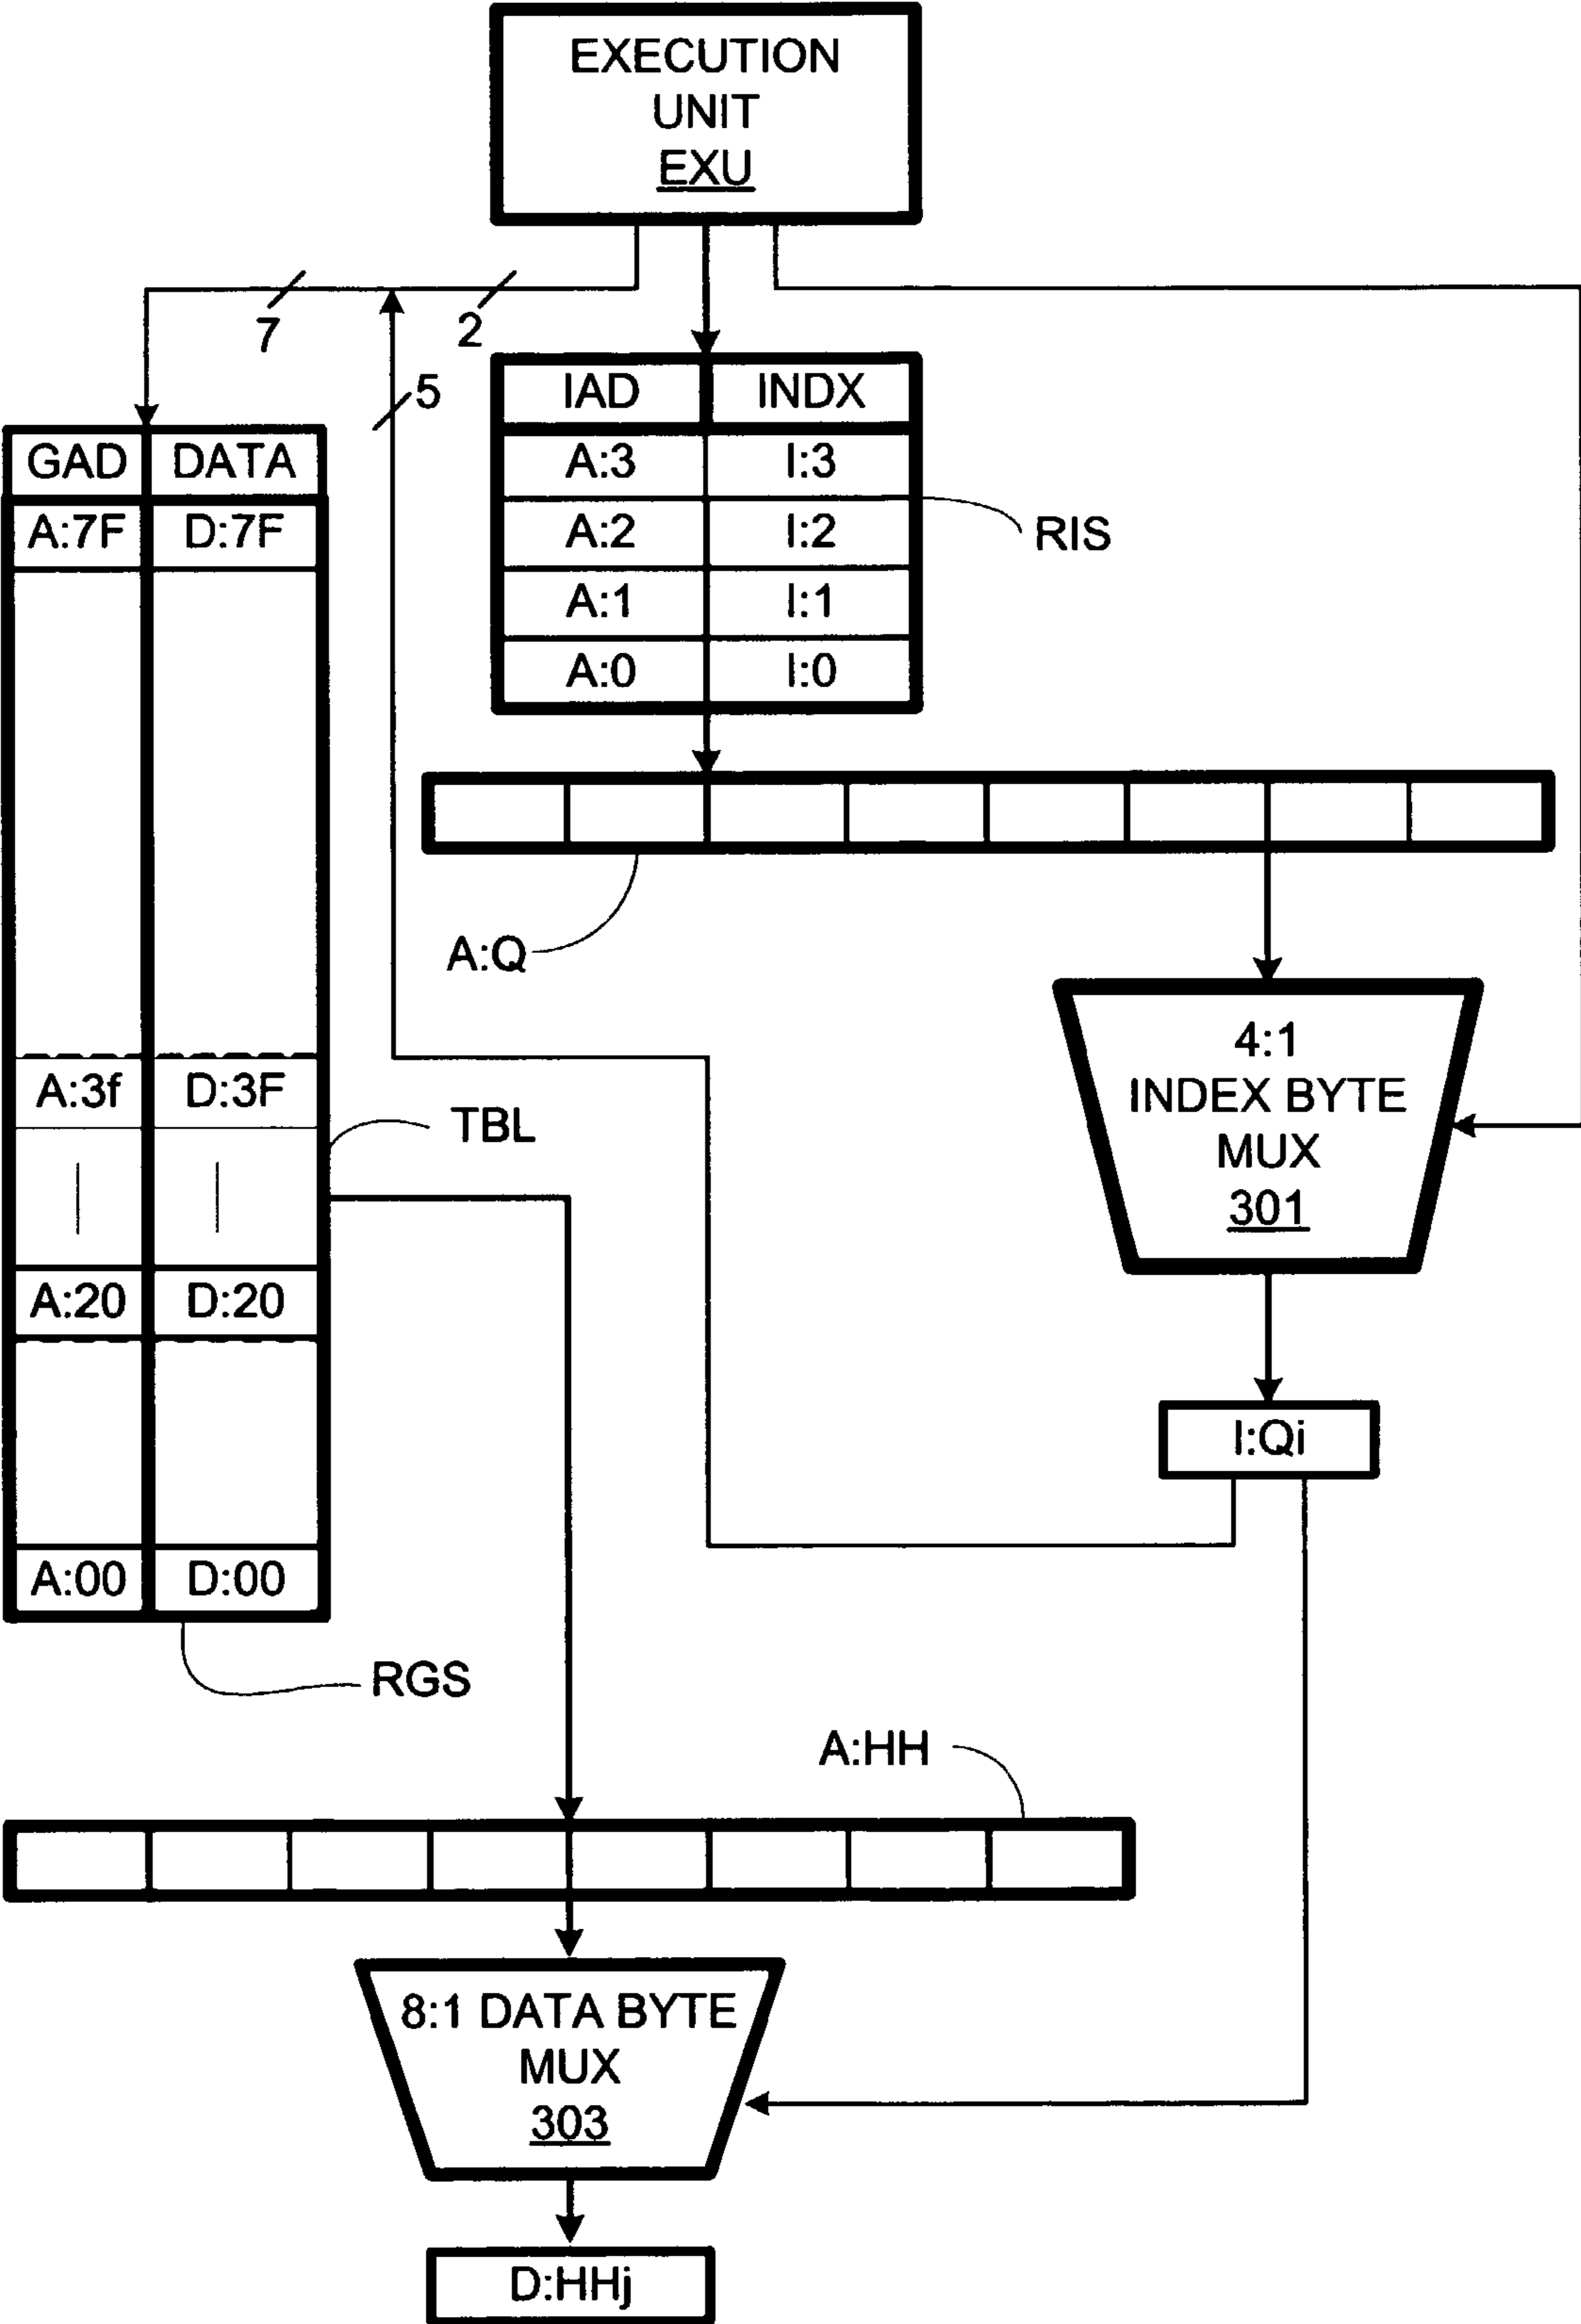 EXECUTION
UNIT
EXU
7
2
5
IAD INDX
A:3 I:3
A:2 I:2
A:1 I:1
A:0 I:0
RIS
GAD DATA
A:7F D:7F
A:3f D:3F
A:20 D:20
A:00 D:00
TBL
RGS
A:Q
4:1
INDEX BYTE
MUX
301
I:Qi
A:HH
8:1 DATA BYTE
MUX
303
D:HHj